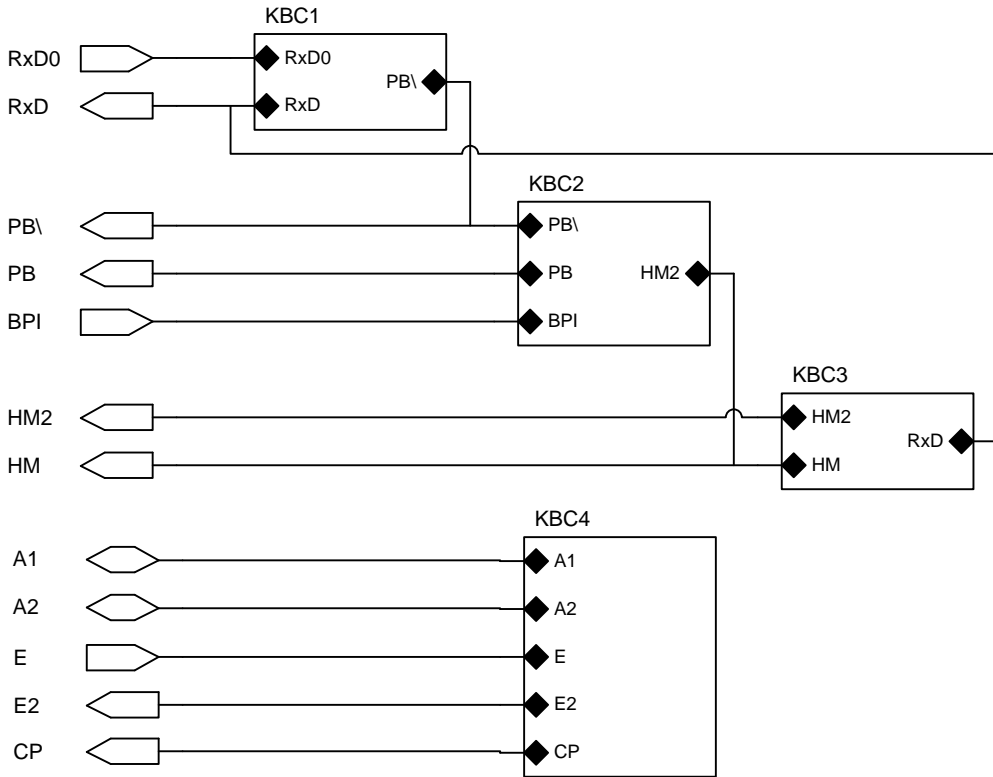 KBC1
RxD0 RxD0
PB\
RxD RxD
KBC2
PB\ PB\
PB PB HM2
BPI BPI
KBC3
HM2 HM2
RxD
HM HM
KBC4
A1 A1
A2 A2
E E
E2 E2
CP CP